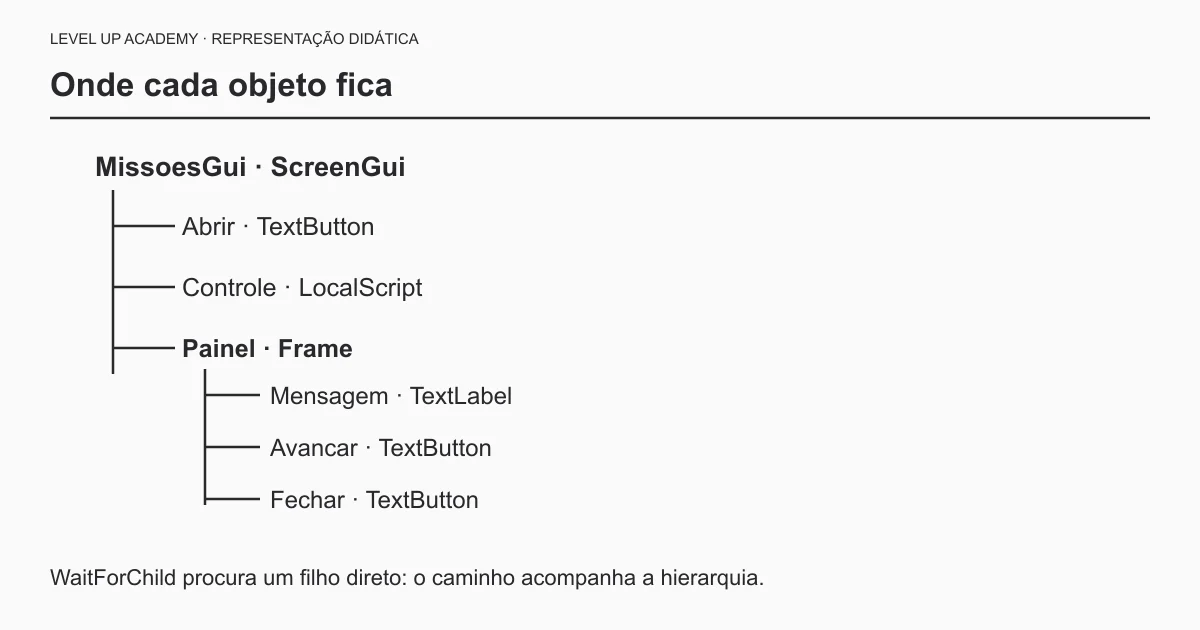 LEVEL UP ACADEMY · REPRESENTAÇÃO DIDÁTICA
Onde cada objeto fica
MissoesGui · ScreenGui
Abrir · TextButton
Controle · LocalScript
Painel · Frame
Mensagem · TextLabel
Avancar · TextButton
Fechar · TextButton
WaitForChild procura um filho direto: o caminho acompanha a hierarquia.